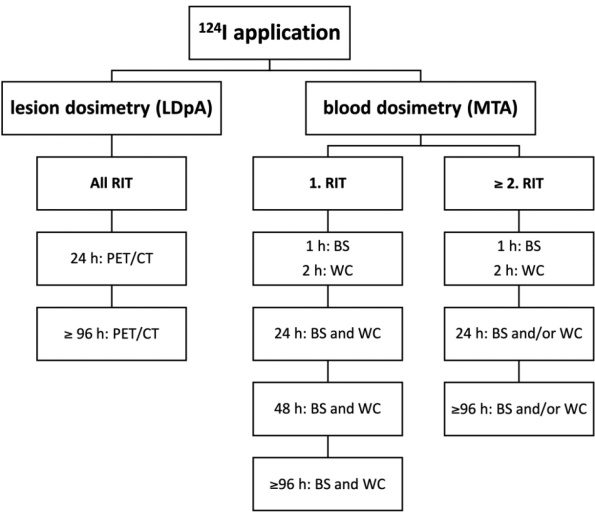 ¹²⁴I application
lesion dosimetry (LDpA)
blood dosimetry (MTA)
All RIT
1. RIT
≥ 2. RIT
24 h: PET/CT
1 h: BS
2 h: WC
1 h: BS
2 h: WC
≥ 96 h: PET/CT
24 h: BS and WC
24 h: BS and/or WC
48 h: BS and WC
≥96 h: BS and/or WC
≥96 h: BS and WC